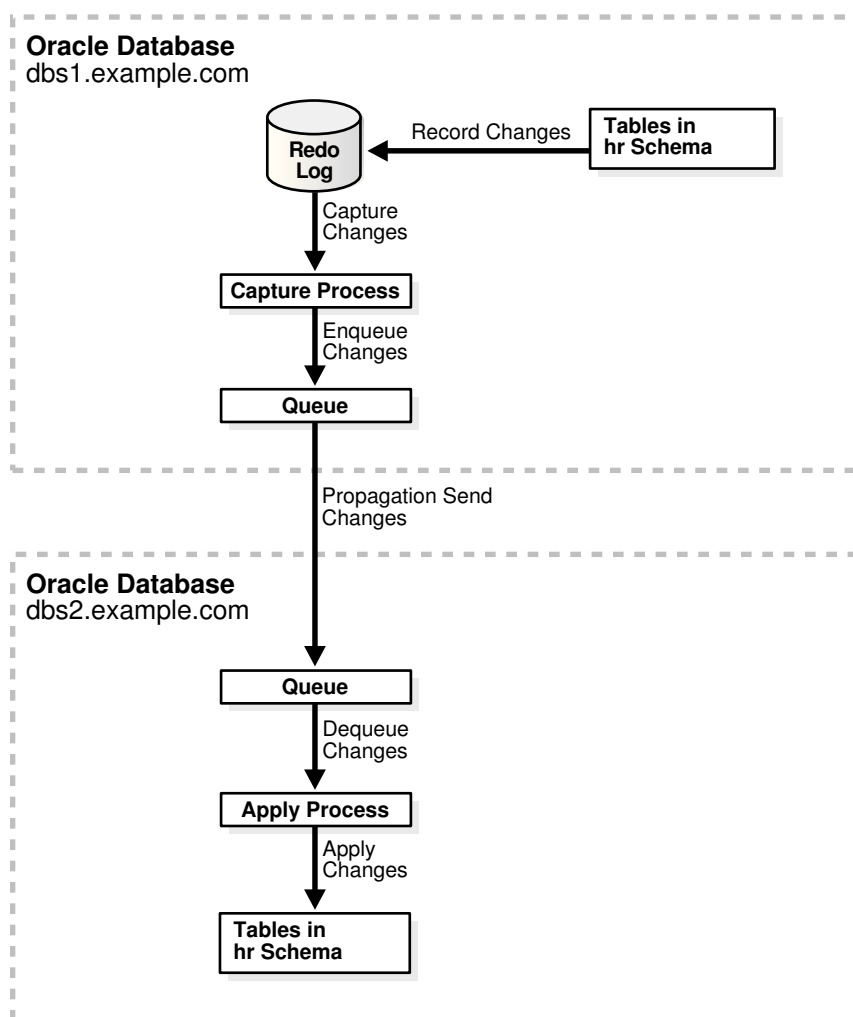 Oracle Database
dbs1.example.com
Record Changes
Tables in
hr Schema
Redo
Log
Capture
Changes
Capture Process
Enqueue
Changes
Queue
Propagation Send
Changes
Oracle Database
dbs2.example.com
Queue
Dequeue
Changes
Apply Process
Apply
Changes
Tables in
hr Schema